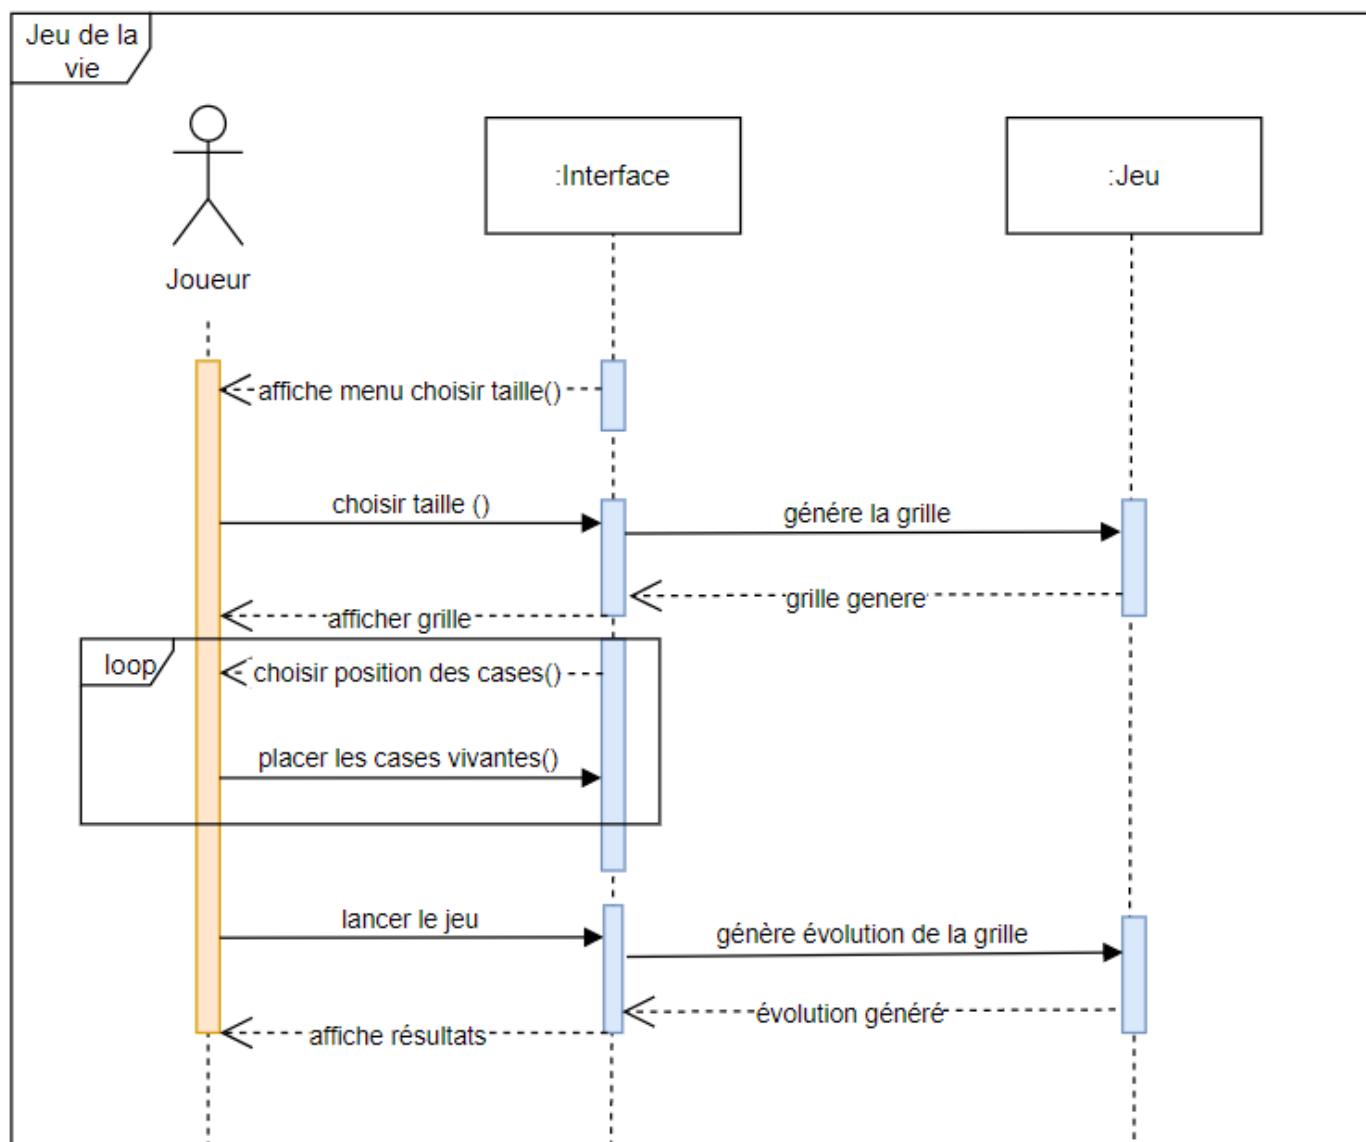 Jeu de la
vie
:Interface
:Jeu
Joueur
affiche menu choisir taille()
choisir taille ()
génére la grille
grille genere
afficher grille
loop
choisir position des cases()
placer les cases vivantes()
lancer le jeu
génère évolution de la grille
évolution généré
affiche résultats